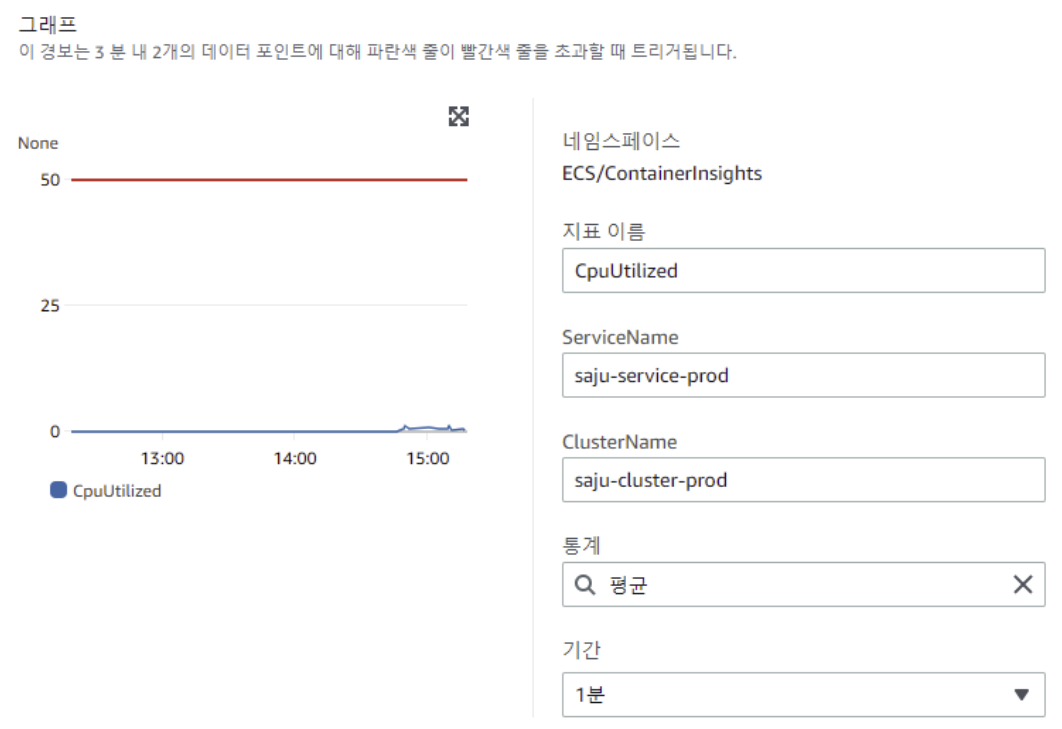 그래프
이 경보는 3 분 내 2개의 데이터 포인트에 대해 파란색 줄이 빨간색 줄을 초과할 때 트리거됩니다.
None
50
25
0
13:00
14:00
15:00
CpuUtilized
네임스페이스
ECS/ContainerInsights
지표 이름
CpuUtilized
ServiceName
saju-service-prod
ClusterName
saju-cluster-prod
통계
평균
기간
1분